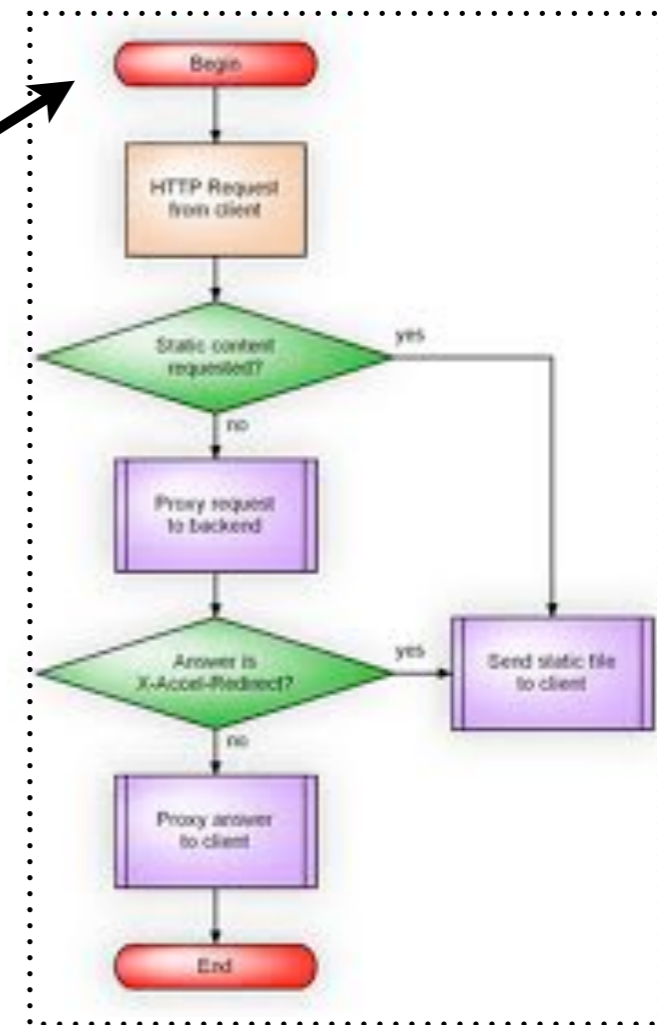 Begin
HTTP Request
from client
Static content
requested?
yes
no
Proxy request
to backend
Answer is
X-Accel-Redirect?
yes
Send static file
to client
no
Proxy answer
to client
End